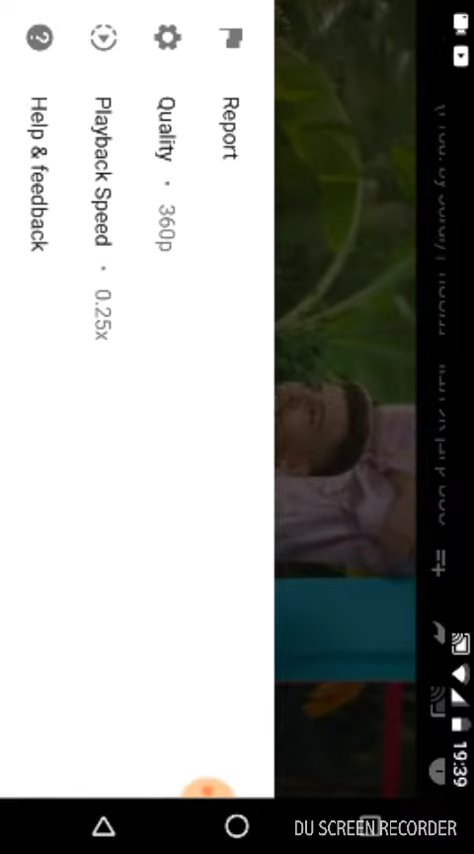 19:39
Report
Quality • 360p
Playback Speed • 0.25x
Help & feedback
DU SCREEN RECORDER